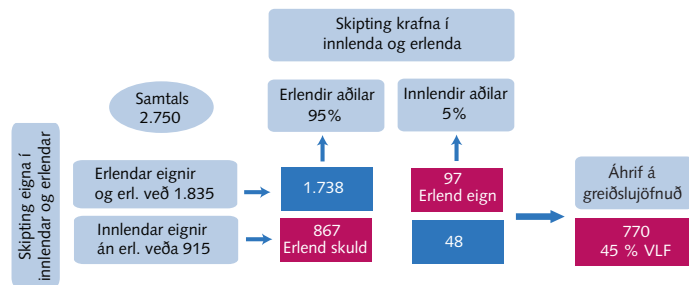 Skipting krafna í
innlenda og erlenda
Samtals
2.750
Erlendir aðilar
95%
Innlendir aðilar
5%
Skipting eigna í
innlendar og erlendar
Erlendar eignir
og erl. veð 1.835
1.738
97
Erlend eign
Áhrif á
greiðslujöfnuð
Innlendar eignir
án erl. veða 915
867
Erlend skuld
48
770
45 % VLF